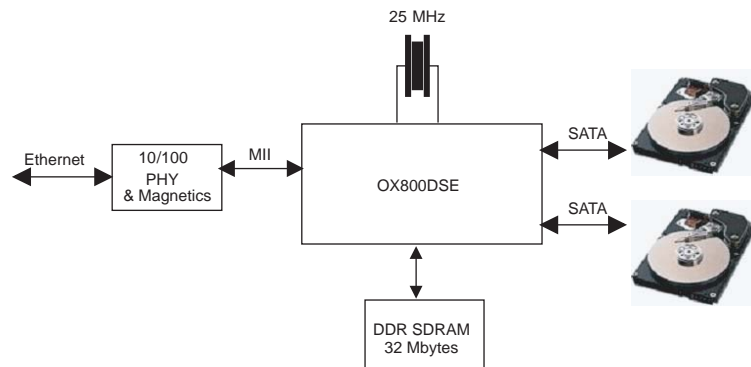 25 MHz
Ethernet
10/100
PHY
& Magnetics
MII
OX800DSE
SATA
SATA
DDR SDRAM
32 Mbytes